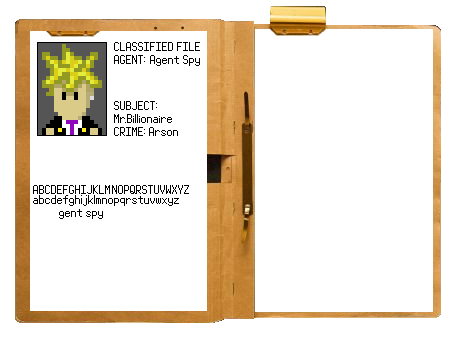 CLASSIFIED FILE
AGENT: Agent Spy
SUBJECT:
Mr.Billionaire
CRIME: Arson
ABCDEFGHIJKLMNOPQRSTUVWXYZ
abcdefghijklmnopqrstuvwxyz
gent spy